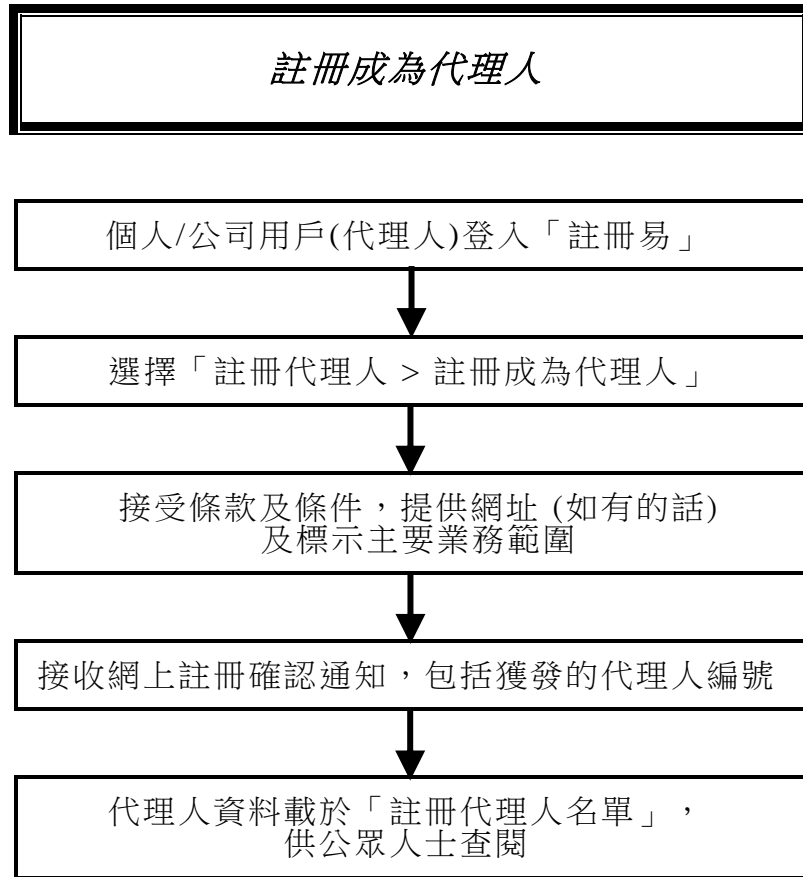 註冊成為代理人
個人/公司用戶(代理人)登入「註冊易」
選擇「註冊代理人 > 註冊成為代理人」
接受條款及條件，提供網址 (如有的話)
及標示主要業務範圍
接收網上註冊確認通知，包括獲發的代理人編號
代理人資料載於「註冊代理人名單」，
供公眾人士查閱